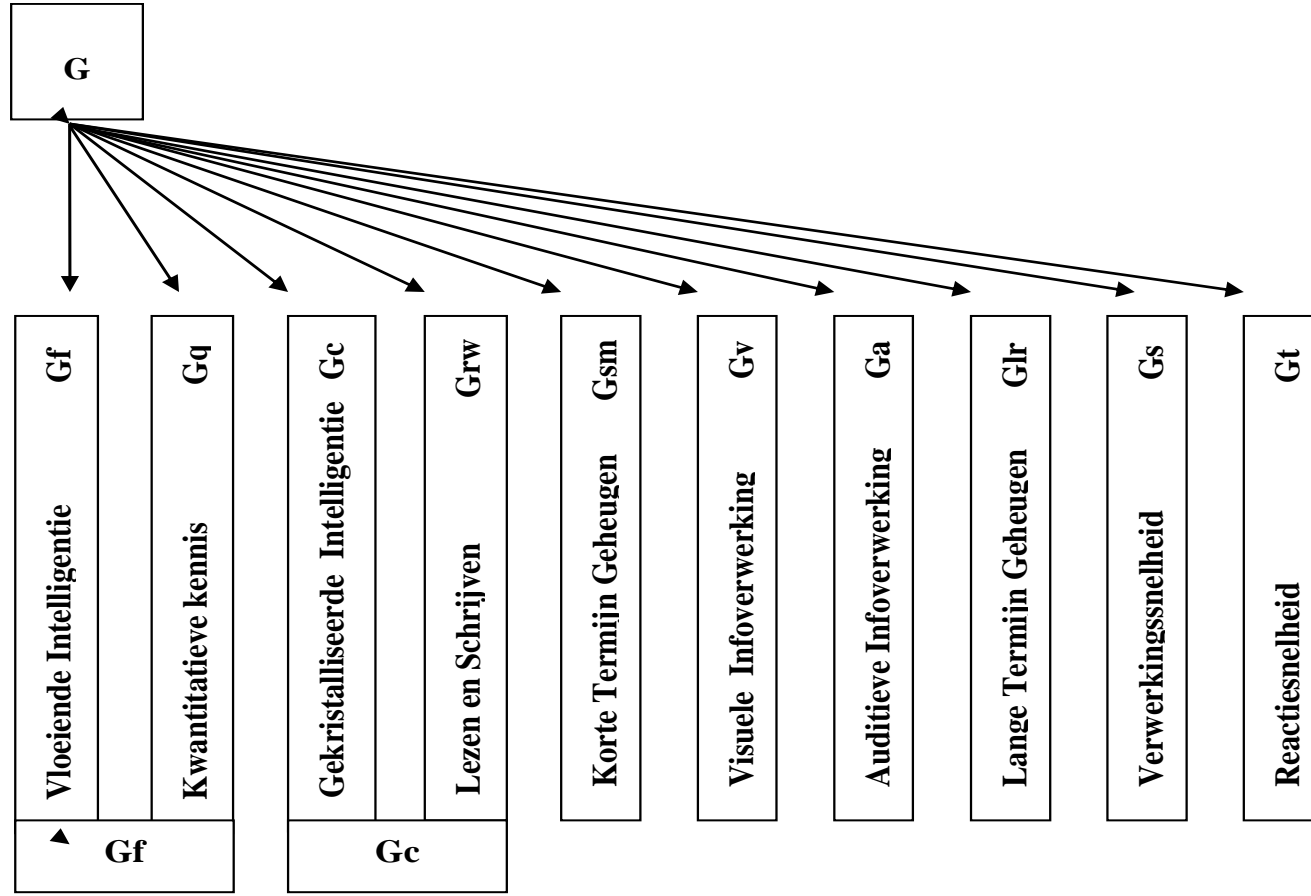 G
Vloeiende Intelligentie Gf
Kwantitatieve kennis Gq
Gekristalliseerde Intelligentie Gc
Lezen en Schrijven Grw
Korte Termijn Geheugen Gsm
Visuele Infoverwerking Gv
Auditieve Infoverwerking Ga
Lange Termijn Geheugen Glr
Verwerkingssnelheid Gs
Reactiesnelheid Gt
Gf
Gc